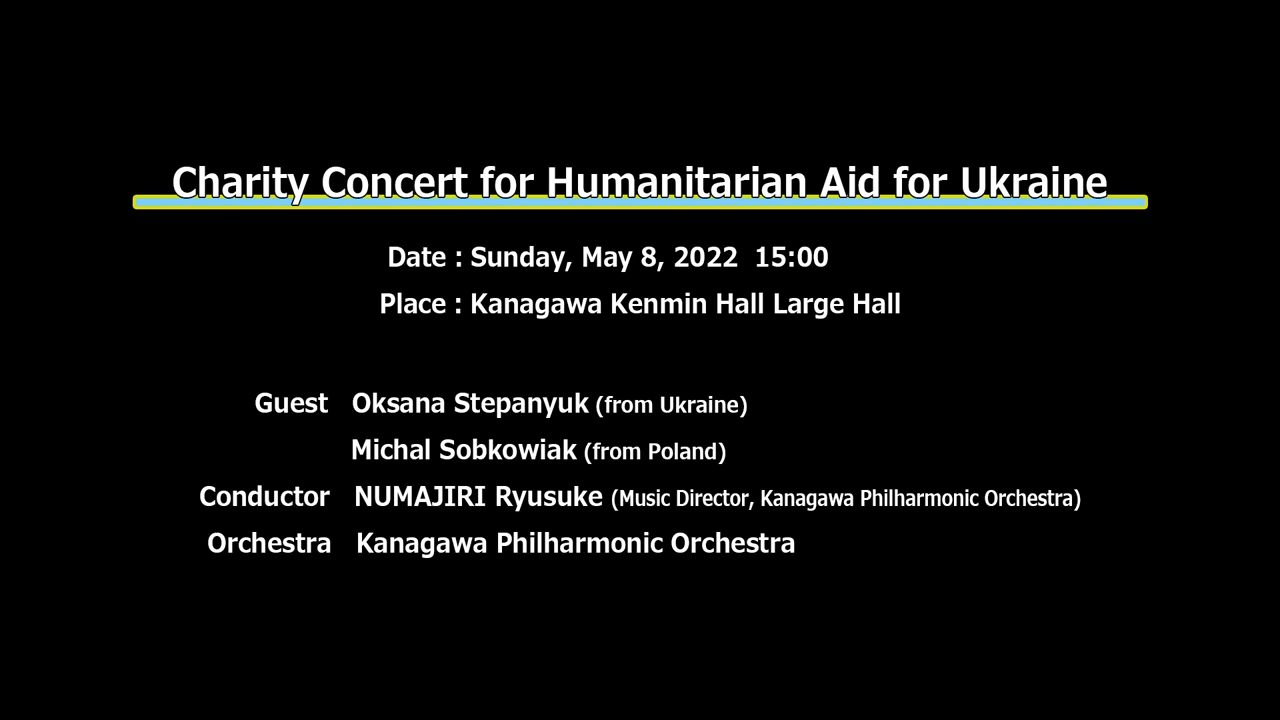 Charity Concert for Humanitarian Aid for Ukraine
Date : Sunday, May 8, 2022  15:00
Place : Kanagawa Kenmin Hall Large Hall
Guest Oksana Stepanyuk (from Ukraine)
Michal Sobkowiak (from Poland)
Conductor NUMAJIRI Ryusuke (Music Director, Kanagawa Philharmonic Orchestra)
Orchestra Kanagawa Philharmonic Orchestra